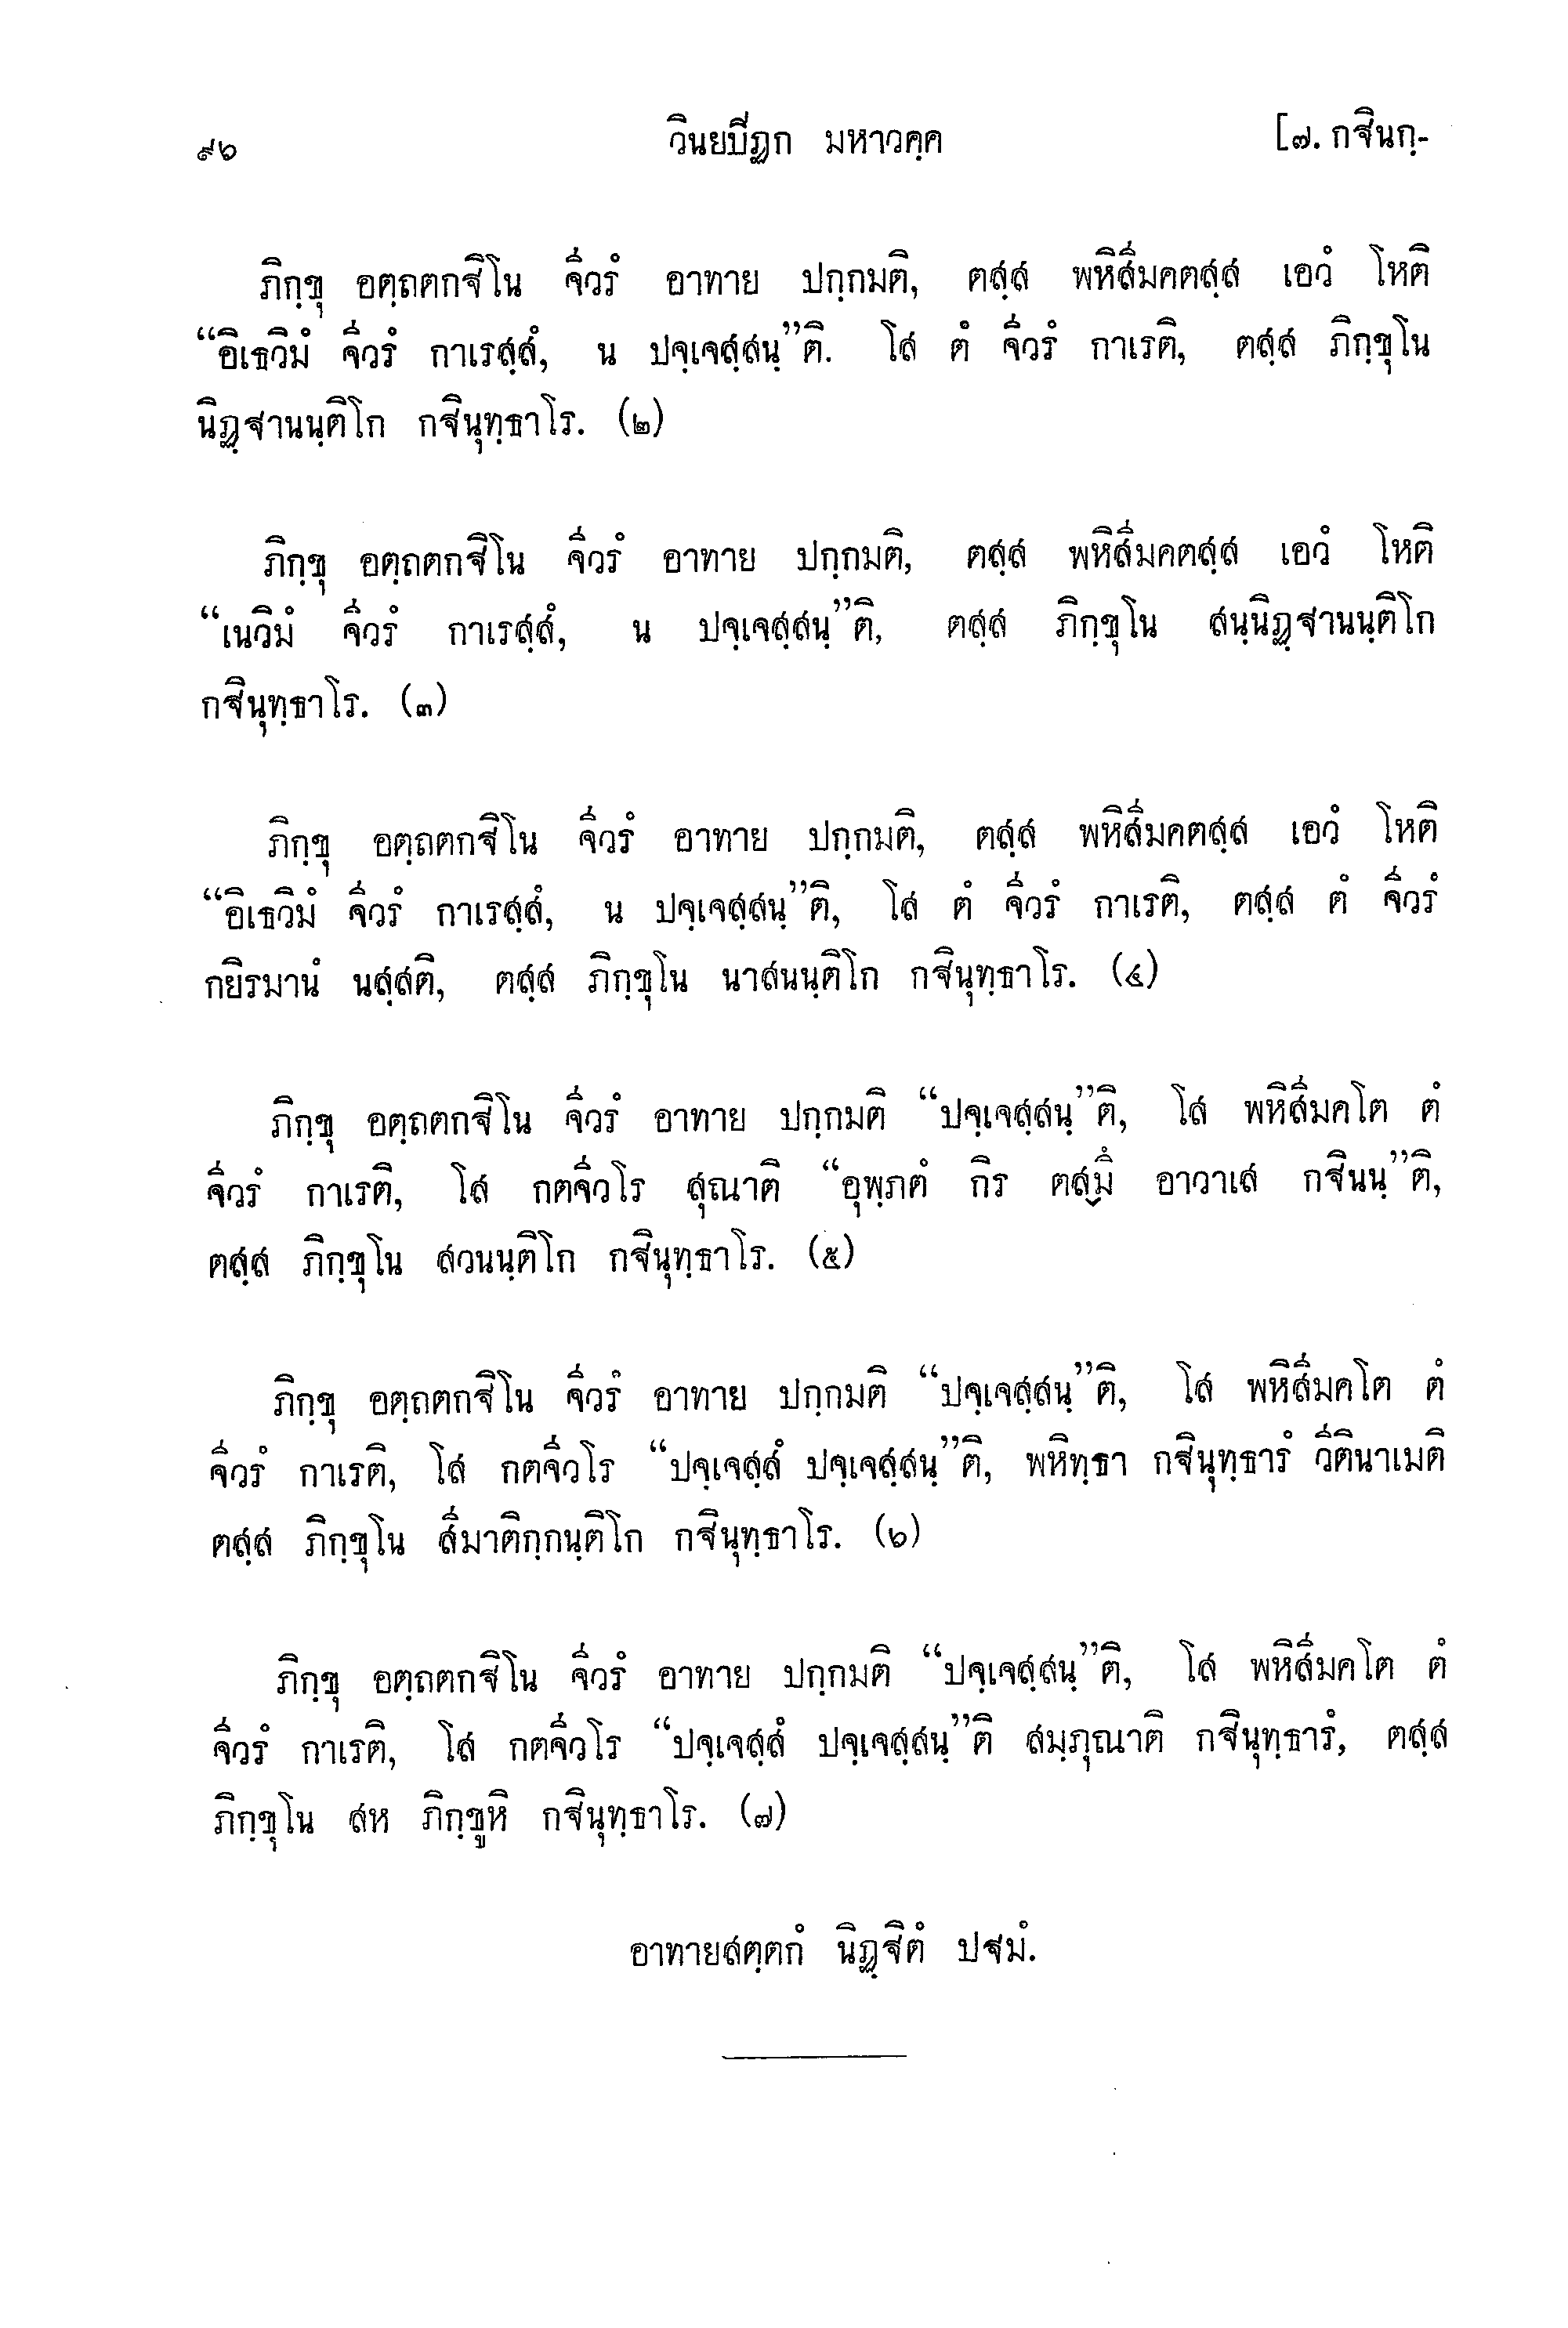 ๙๖ วินยปีฏก มหาวคฺค [๗. กฐินกฺ-
ภิกฺขุ อตฺถตกฐิโน จีวรํ อาทาย ปกฺกมติ, ตสฺส พหิสีมคตสฺส เอวํ โหติ
“อิเธวิมํ จีวรํ กาเรสฺสํ, น ปจฺเจสฺสนฺ”ติ. โส ตํ จีวรํ กาเรติ, ตสฺส ภิกฺขุโน
นิฏฺฐานนฺติโก กฐินุทฺธาโร. (๒)
ภิกฺขุ อตฺถตกฐิโน จีวรํ อาทาย ปกฺกมติ, ตสฺส พหิสีมคตสฺส เอวํ โหติ
“เนวิมํ จีวรํ กาเรสฺสํ, น ปจฺเจสฺสนฺ”ติ, ตสฺส ภิกฺขุโน สนฺนิฏฺฐานนฺติโก
กฐินุทฺธาโร. (๓)
ภิกฺขุ อตฺถตกฐิโน จีวรํ อาทาย ปกฺกมติ, ตสฺส พหิสีมคตสฺส เอวํ โหติ
“อิเธวิมํ จีวรํ กาเรสฺสํ, น ปจฺเจสฺสนฺ”ติ, โส ตํ จีวรํ กาเรติ, ตสฺส ตํ จีวรํ
กยิรมานํ นสฺสติ, ตสฺส ภิกฺขุโน นาสนนฺติโก กฐินุทฺธาโร. (๔)
ภิกฺขุ อตฺถตกฐิโน จีวรํ อาทาย ปกฺกมติ “ปจฺเจสฺสนฺ”ติ, โส พหิสีมคโต ตํ
จีวรํ กาเรติ, โส กตจีวโร สุณาติ “อุพฺภตํ กิร ตสฺมึ อาวาเส กฐินนฺ”ติ,
ตสฺส ภิกฺขุโน สวนนฺติโก กฐินุทฺธาโร. (๕)
ภิกฺขุ อตฺถตกฐิโน จีวรํ อาทาย ปกฺกมติ “ปจฺเจสฺสนฺ”ติ, โส พหิสีมคโต ตํ
จีวรํ กาเรติ, โส กตจีวโร “ปจฺเจสฺสํ ปจฺเจสฺสนฺ”ติ, พหิทฺธา กฐินุทฺธารํ วีตินาเมติ
ตสฺส ภิกฺขุโน สีมาติกฺกนฺติโก กฐินุทฺธาโร. (๖)
ภิกฺขุ อตฺถตกฐิโน จีวรํ อาทาย ปกฺกมติ “ปจฺเจสฺสนฺ”ติ, โส พหิสีมคโต ตํ
จีวรํ กาเรติ, โส กตจีวโร “ปจฺเจสฺสํ ปจฺเจสฺสนฺ”ติ สมฺภุณาติ กฐินุทฺธารํ, ตสฺส
ภิกฺขุโน สห ภิกฺขูหิ กฐินุทฺธาโร. (๗)
อาทายสตฺตกํ นิฏฺฐิตํ ปฐมํ.